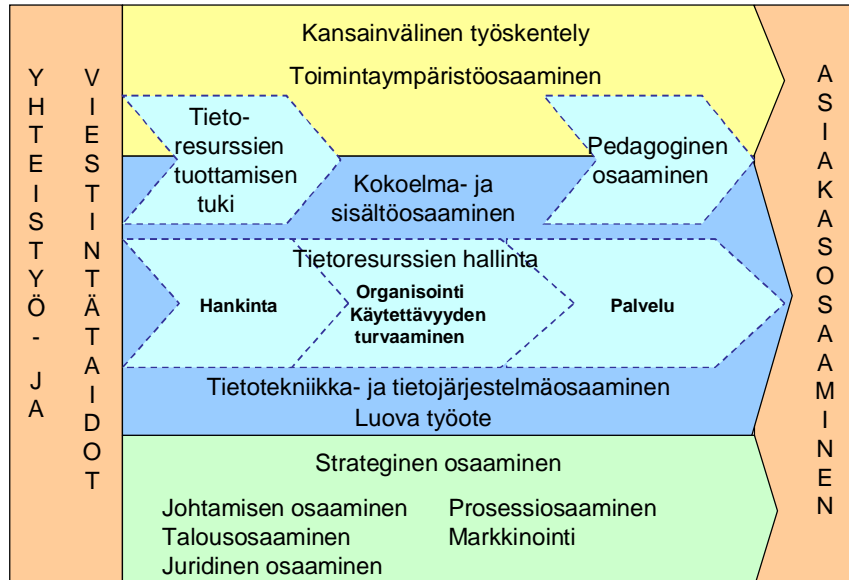 YHTEISTYÖ- JA
VIESTINTÄTAIDOT
Kansainvälinen työskentely
Toimintaympäristöosaaminen
Tieto-
resurssien
tuottamisen
tuki
Kokoelma- ja
sisältöosaaminen
Pedagoginen
osaaminen
Tietoresurssien hallinta
Hankinta
Organisointi
Käytettävyyden
turvaaminen
Palvelu
Tietotekniikka- ja tietojärjestelmäosaaminen
Luova työote
Strateginen osaaminen
Johtamisen osaaminen
Talousosaaminen
Juridinen osaaminen
Prosessiosaaminen
Markkinointi
ASIAKASOSAAMINEN